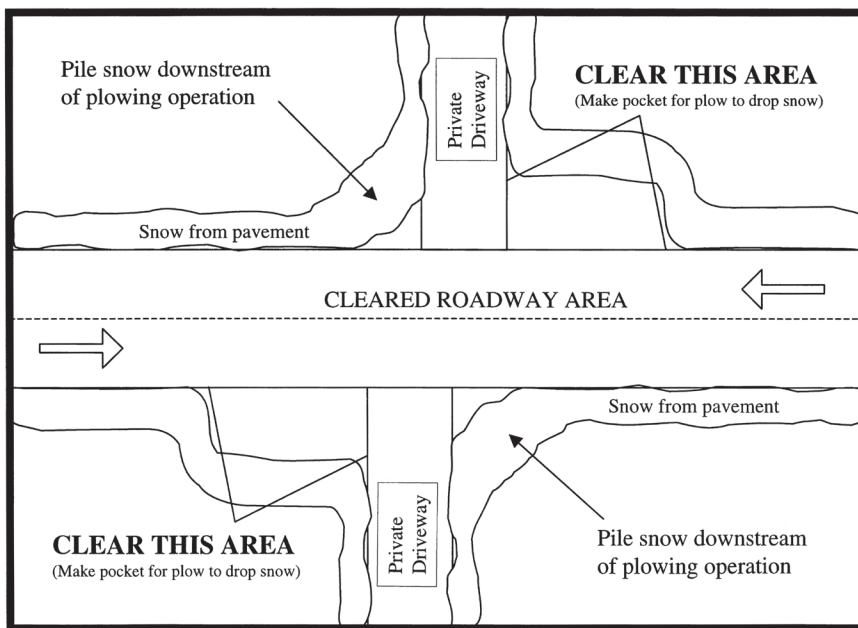 Pile snow downstream
of plowing operation
Private
Driveway
CLEAR THIS AREA
(Make pocket for plow to drop snow)
Snow from pavement
CLEARED ROADWAY AREA
Snow from pavement
Private
Driveway
CLEAR THIS AREA
(Make pocket for plow to drop snow)
Pile snow downstream
of plowing operation